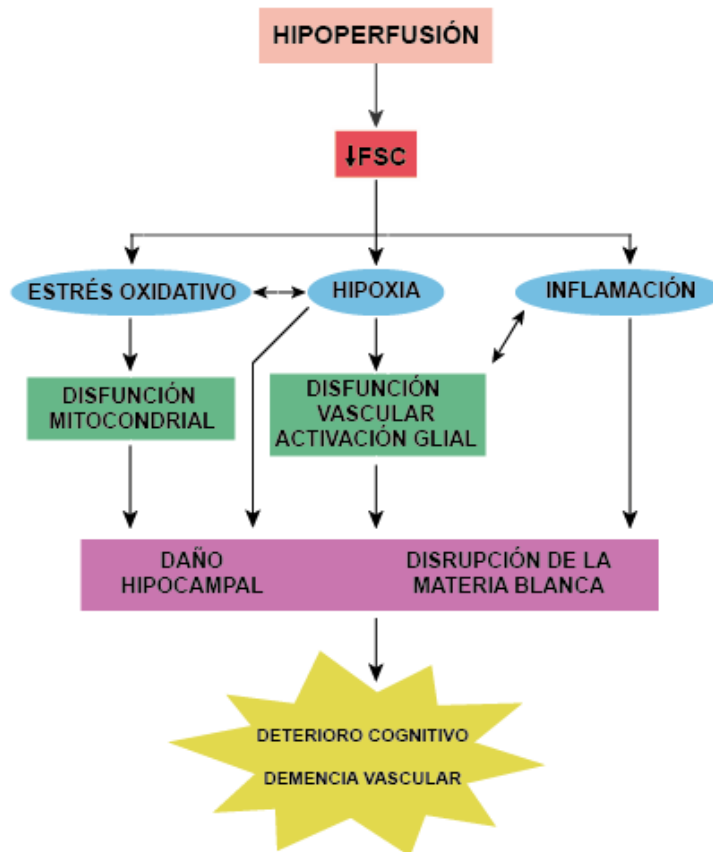 HIPOPERFUSIÓN
↓FSC
ESTRÉS OXIDATIVO
HIPOXIA
INFLAMACIÓN
DISFUNCIÓN
MITOCONDRIAL
DISFUNCIÓN
VASCULAR
ACTIVACIÓN GLIAL
DAÑO
HIPOCAMPAL
DISRUPCIÓN DE LA
MATERIA BLANCA
DETERIORO COGNITIVO
DEMENCIA VASCULAR